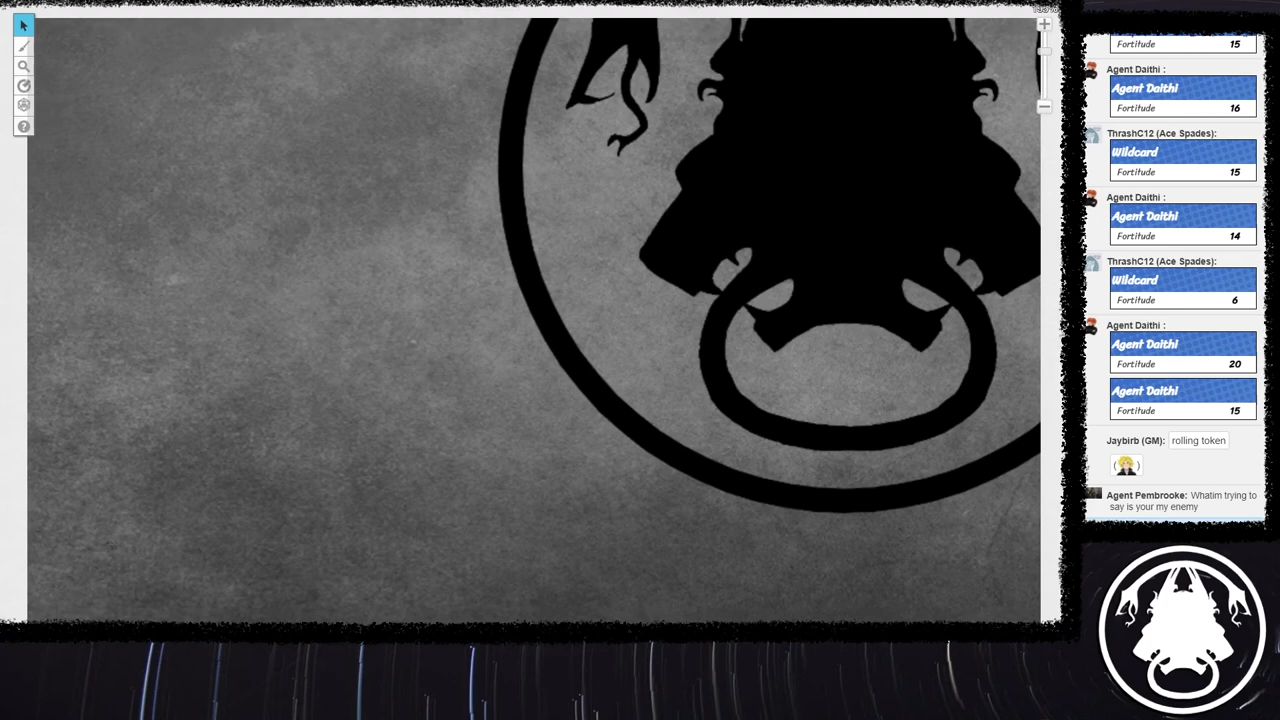 Fortitude 15
Agent Daithi :
Agent Daithi
Fortitude 16
ThrashC12 (Ace Spades):
Wildcard
Fortitude 15
Agent Daithi :
Agent Daithi
Fortitude 14
ThrashC12 (Ace Spades):
Wildcard
Fortitude 6
Agent Daithi :
Agent Daithi
Fortitude 20
Agent Daithi
Fortitude 15
Jaybirb (GM): rolling token
Agent Pembrooke: Whatim trying to
say is your my enemy